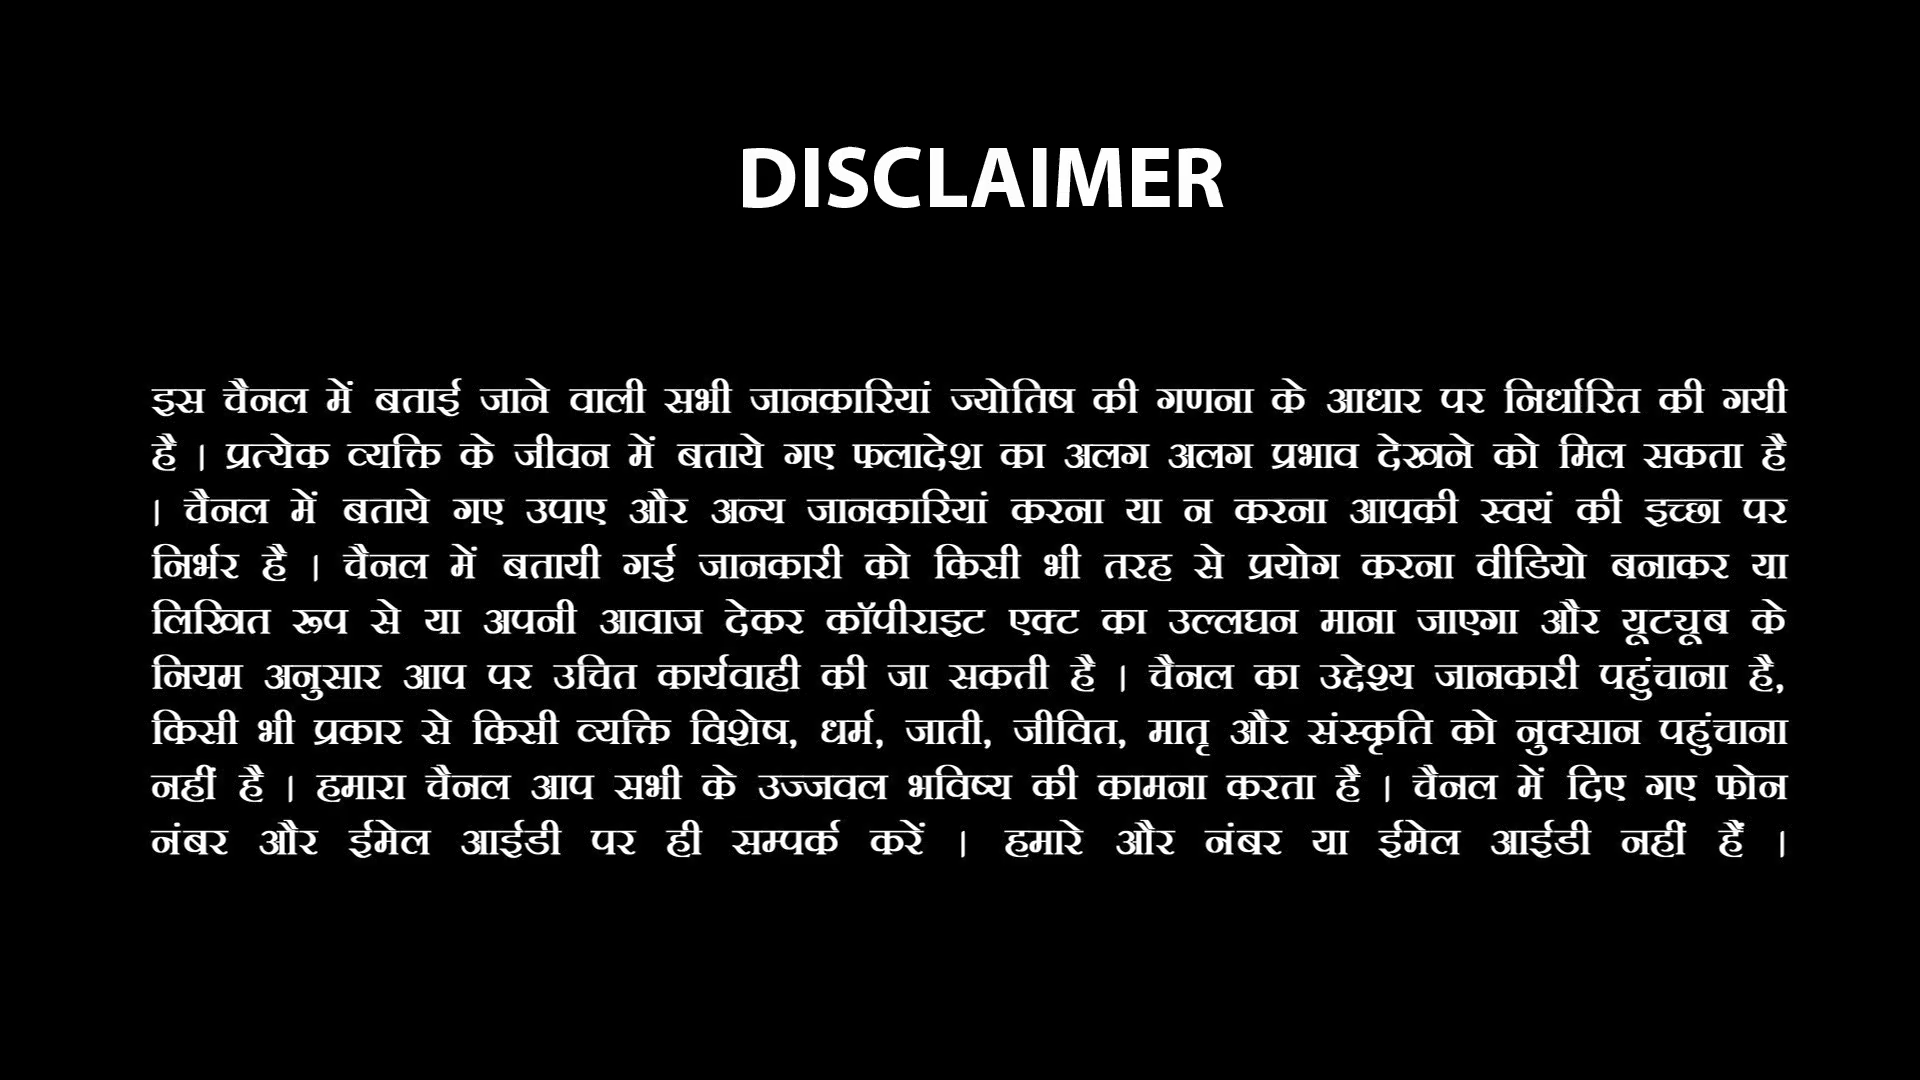 DISCLAIMER
इस चैनल में बताई जाने वाली सभी जानकारियां ज्योतिष की गणना के आधार पर निर्धारित की गयी
है । प्रत्येक व्यक्ति के जीवन में बताये गए फलादेश का अलग अलग प्रभाव देखने को मिल सकता है
। चैनल में बताये गए उपाए और अन्य जानकारियां करना या न करना आपकी स्वयं की इच्छा पर
निर्भर है । चैनल में बतायी गई जानकारी को किसी भी तरह से प्रयोग करना वीडियो बनाकर या
लिखित रूप से या अपनी आवाज देकर कॉपीराइट एक्ट का उल्लघन माना जाएगा और यूटच्यूब के
नियम अनुसार आप पर उचित कार्यवाही की जा सकती है । चैनल का उद्देश्य जानकारी पहुंचाना है,
किसी भी प्रकार से किसी व्यक्ति विशेष, धर्म, जाती, जीवित, मातृ और संस्कृति को नुक्सान पहुंचाना
नहीं है । हमारा चैनल आप सभी के उज्जवल भविष्य की कामना करता है । चैनल में दिए गए फोन
नंबर और ईमेल आईडी पर ही सम्पर्क करें । हमारे और नंबर या ईमेल आईडी नहीं हैं ।